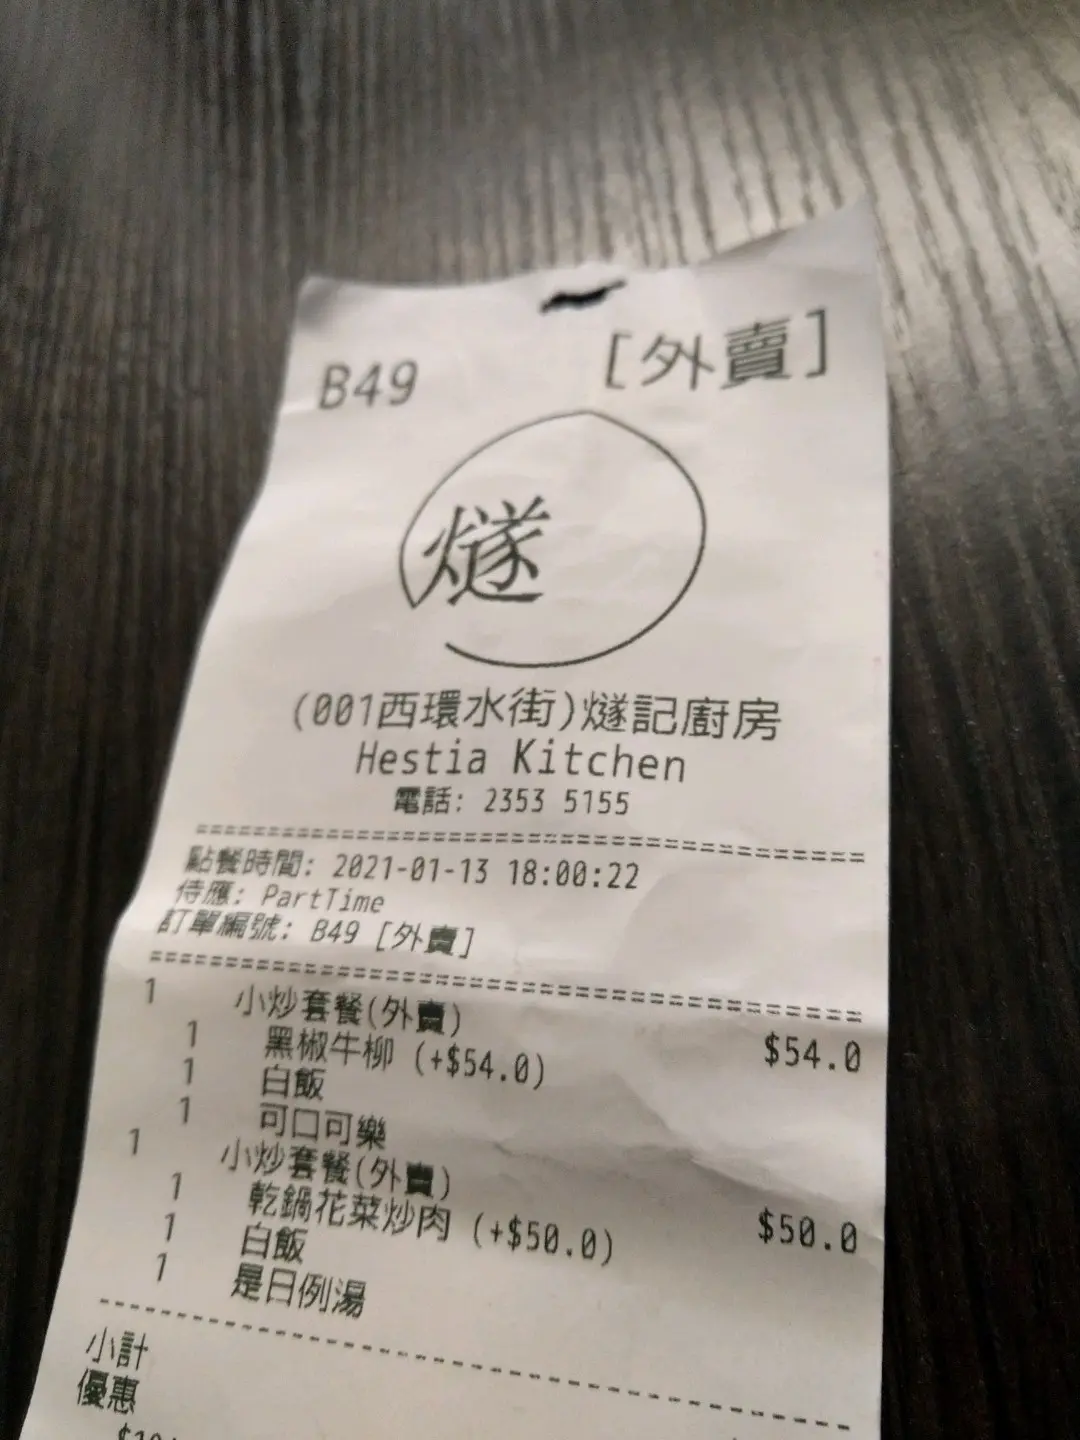 B49 [外賣]
燧
(001西環水街)燧記廚房
Hestia Kitchen
電話: 2353 5155
點餐時間: 2021-01-13 18:00:22
侍應: PartTime
訂單編號: B49 [外賣]
1 小炒套餐(外賣) $54.0
1 黑椒牛柳 (+$54.0)
1 白飯
1 可口可樂
1 小炒套餐(外賣) $50.0
1 乾鍋花菜炒肉 (+$50.0)
1 白飯
1 是日例湯
小計
優惠